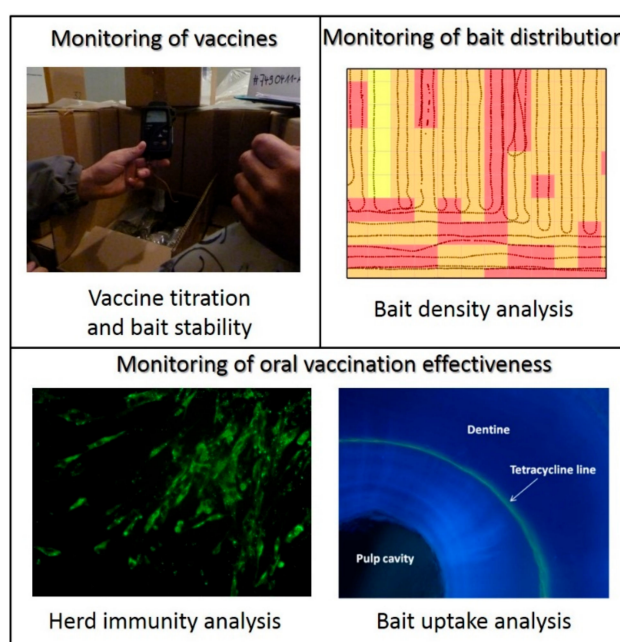 Monitoring of vaccines
Vaccine titration
and bait stability
Monitoring of bait distribution
Bait density analysis
Monitoring of oral vaccination effectiveness
Herd immunity analysis
Dentine
Tetracycline line
Pulp cavity
Bait uptake analysis